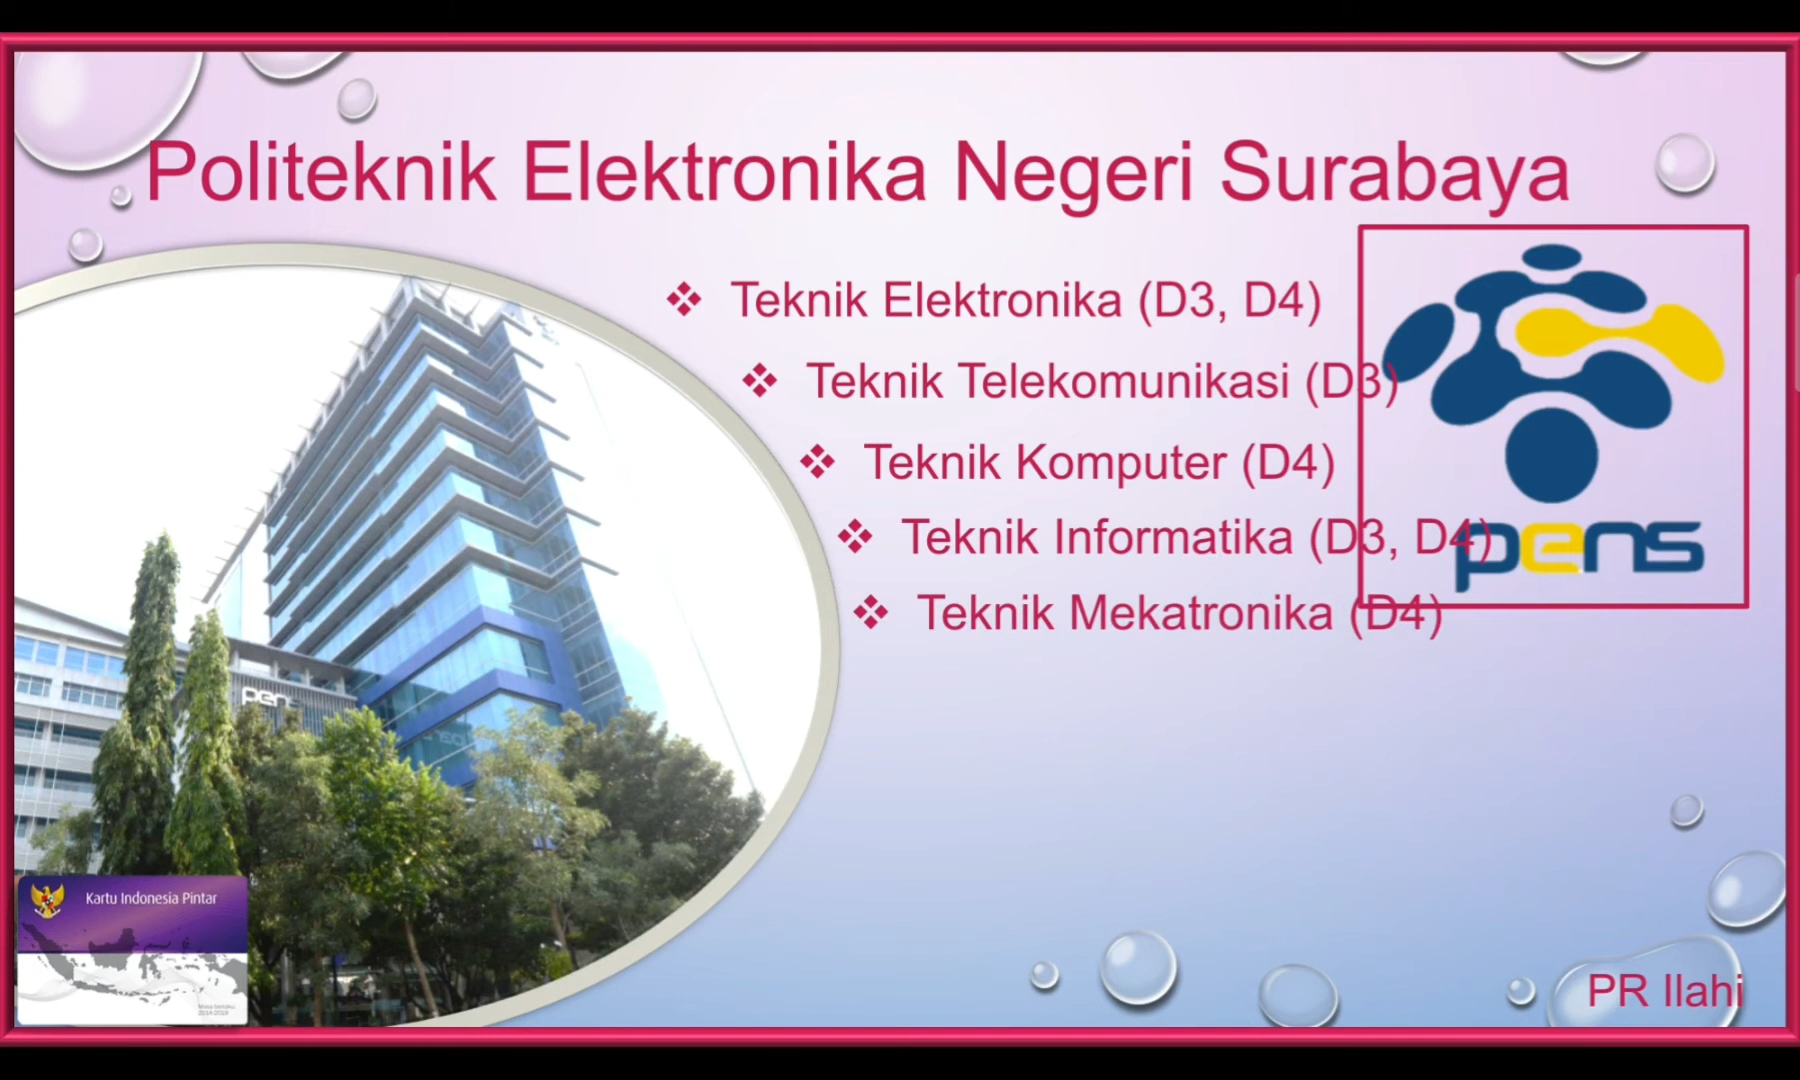 Politeknik Elektronika Negeri Surabaya
❖ Teknik Elektronika (D3, D4)
❖ Teknik Telekomunikasi (D3)
❖ Teknik Komputer (D4)
❖ Teknik Informatika (D3, D4)
❖ Teknik Mekatronika (D4)
pens
pens
Kartu Indonesia Pintar
PR Ilahi